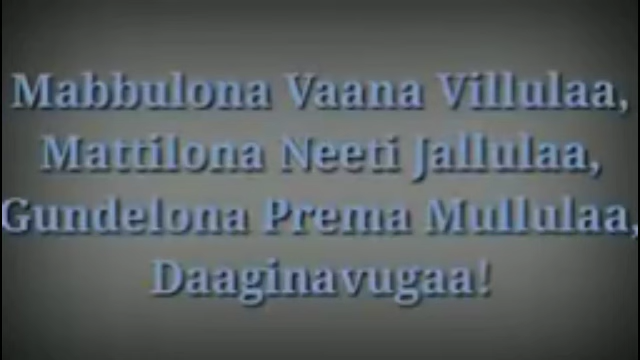 Mabbulona Vaana Villulaa,
Mattilona Neeti Jallulaa,
Gundelona Prema Mullulaa,
Daaginavugaa!